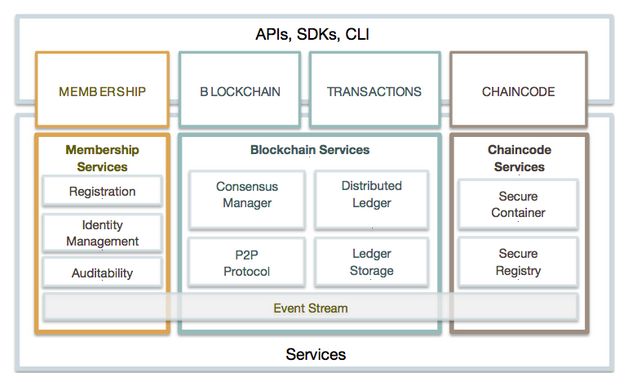 APIs, SDKs, CLI
MEMBERSHIP
BLOCKCHAIN
TRANSACTIONS
CHAINCODE
Membership
Services
Registration
Identity
Management
Auditability
Blockchain Services
Consensus
Manager
Distributed
Ledger
P2P
Protocol
Ledger
Storage
Chaincode
Services
Secure
Container
Secure
Registry
Event Stream
Services